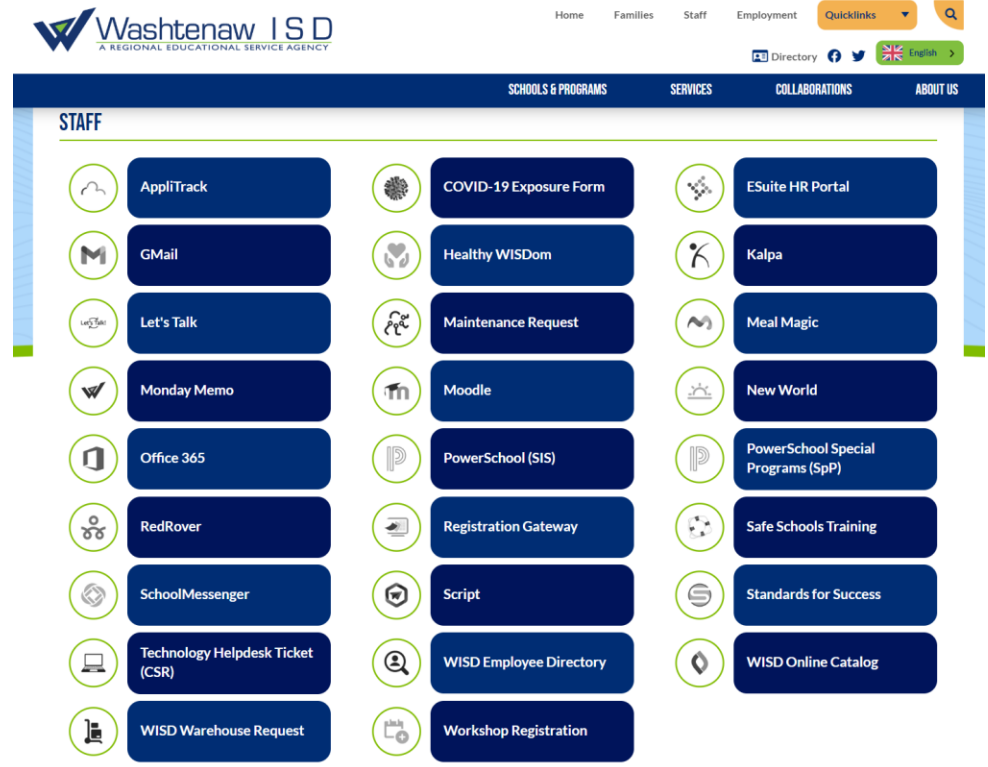 Washtenaw ISD
A REGIONAL EDUCATIONAL SERVICE AGENCY
Home Families Staff Employment Quicklinks
Directory English
SCHOOLS & PROGRAMS SERVICES COLLABORATIONS ABOUT US
STAFF
AppliTrack
COVID-19 Exposure Form
ESuite HR Portal
GMail
Healthy WISDom
Kalpa
Let's Talk!
Let's Talk
Maintenance Request
Meal Magic
Monday Memo
Moodle
New World
Office 365
PowerSchool (SIS)
PowerSchool Special
Programs (SpP)
RedRover
Registration Gateway
Safe Schools Training
SchoolMessenger
Script
Standards for Success
Technology Helpdesk Ticket
(CSR)
WISD Employee Directory
WISD Online Catalog
WISD Warehouse Request
Workshop Registration